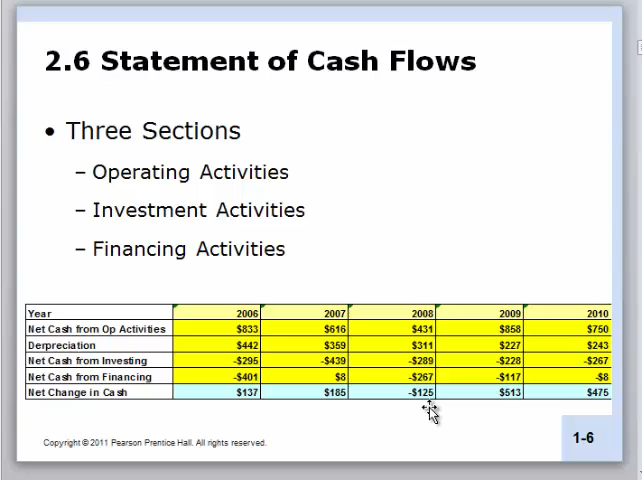 2.6 Statement of Cash Flows
• Three Sections
– Operating Activities
– Investment Activities
– Financing Activities
Year 2006 2007 2008 2009 2010
Net Cash from Op Activities $833 $616 $431 $858 $750
Derpreciation $442 $359 $311 $227 $243
Net Cash from Investing -$295 -$439 -$289 -$228 -$267
Net Cash from Financing -$401 $8 -$267 -$117 -$8
Net Change in Cash $137 $185 -$125 $513 $475
Copyright © 2011 Pearson Prentice Hall. All rights reserved.
1-6